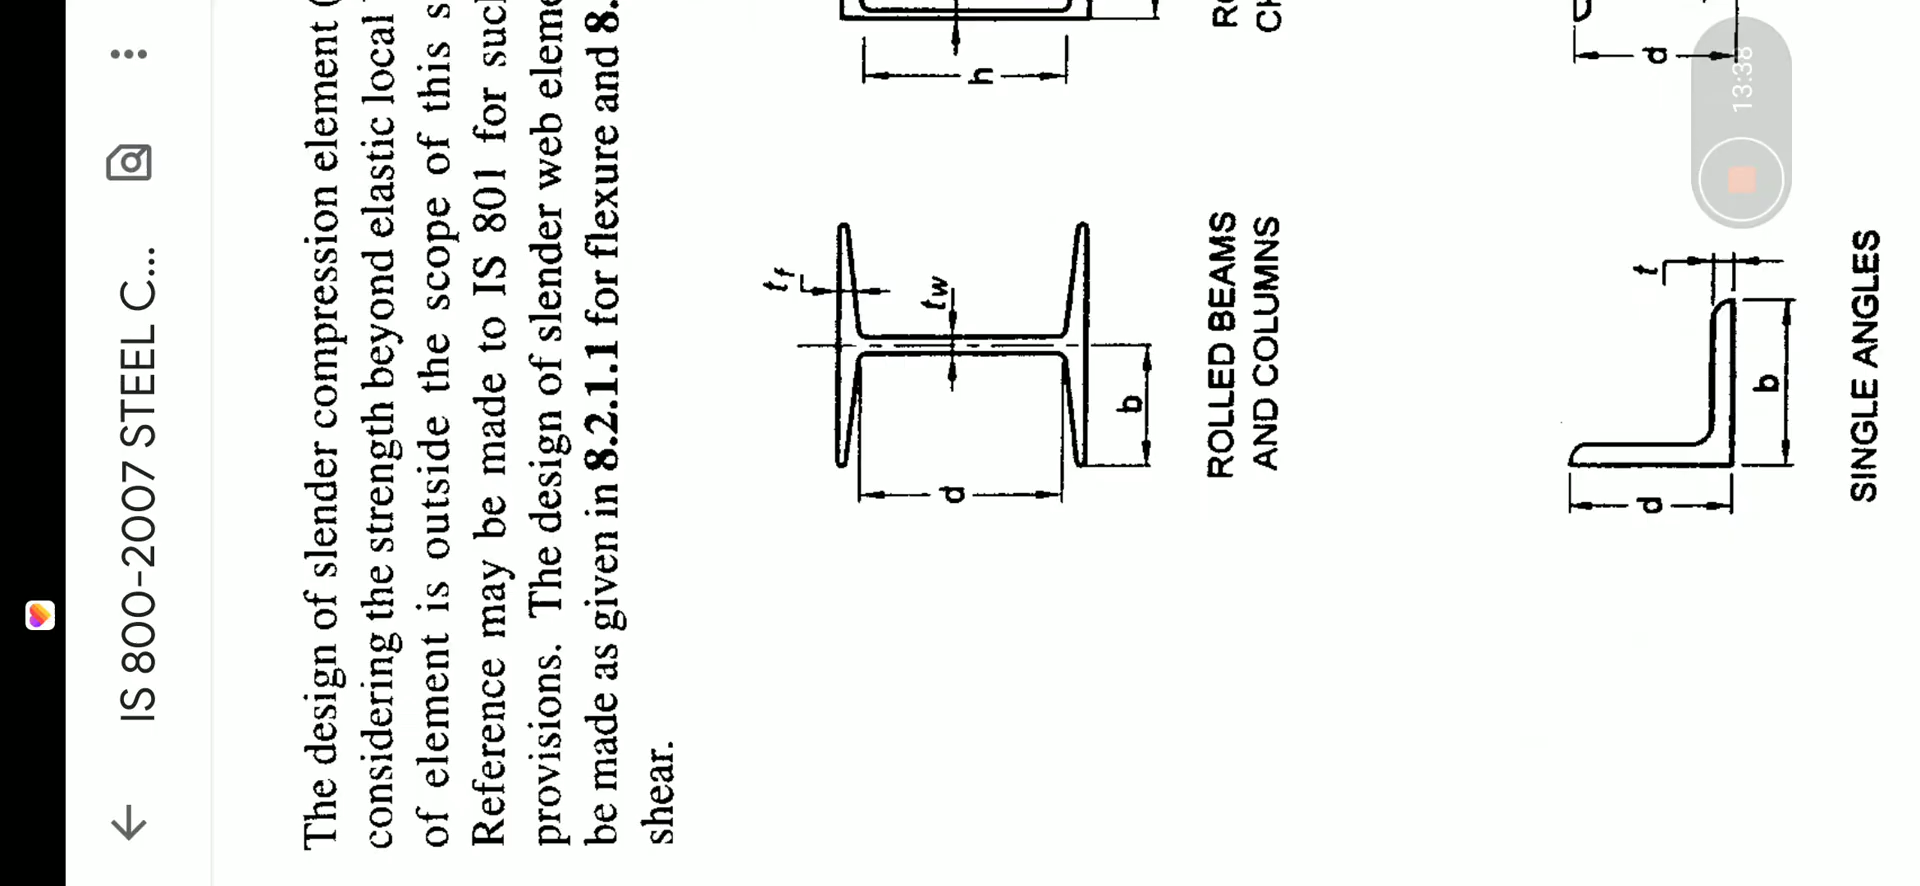 IS 800-2007 STEEL C...
The design of slender compression element (
considering the strength beyond elastic local
of element is outside the scope of this s
Reference may be made to IS 801 for such
provisions. The design of slender web eleme
be made as given in 8.2.1.1 for flexure and 8.
shear.
tf
tw
d
b
ROLLED BEAMS
AND COLUMNS
h
RO
CH
t
d
b
SINGLE ANGLES
d
13:38